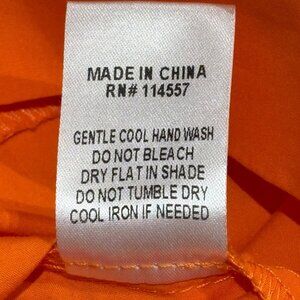 MADE IN CHINA
RN# 114557
GENTLE COOL HAND WASH
DO NOT BLEACH
DRY FLAT IN SHADE
DO NOT TUMBLE DRY
COOL IRON IF NEEDED